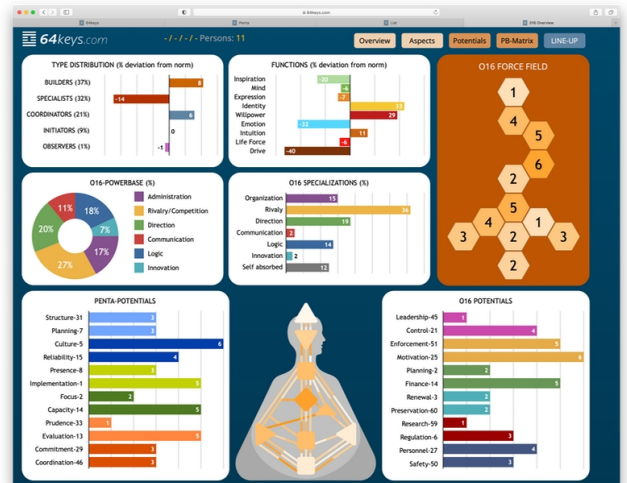 64keys
Penta
List
O16 Overview
64keys.com
- / - / - / - Persons: 11
Overview
Aspects
Potentials
PB-Matrix
LINE-UP
TYPE DISTRIBUTION (% deviation from norm)
BUILDERS (37%) 8
SPECIALISTS (32%) -14
COORDINATORS (21%) 6
INITIATORS (9%) 0
OBSERVERS (1%) -1
FUNCTIONS (% deviation from norm)
Inspiration -20
Mind
Expression -7
Identity 33
Willpower 29
Emotion -32
Intuition 11
Life Force -6
Drive -40
O16 FORCE FIELD
1
4
5
6
2
5
4
1
3
2
3
2
O16-POWERBASE (%)
11%
18%
7%
17%
27%
20%
Administration
Rivalry/Competition
Direction
Communication
Logic
Innovation
O16 SPECIALIZATIONS (%)
Organization 15
Rivaly 36
Direction 19
Communication
Logic 14
Innovation 2
Self absorbed 12
PENTA-POTENTIALS
Structure-31 3
Planning-7 3
Culture-5 6
Reliability-15 4
Presence-8 3
Implementation-1 5
Focus-2 2
Capacity-14 5
Prudence-33 1
Evaluation-13 5
Commitment-29 3
Coordination-46 3
O16 POTENTIALS
Leadership-45 1
Control-21 4
Enforcement-51 5
Motivation-25 6
Planning-2 2
Finance-14 5
Renewal-3 2
Preservation-60 2
Research-59 1
Regulation-6 3
Personnel-27 4
Safety-50 3